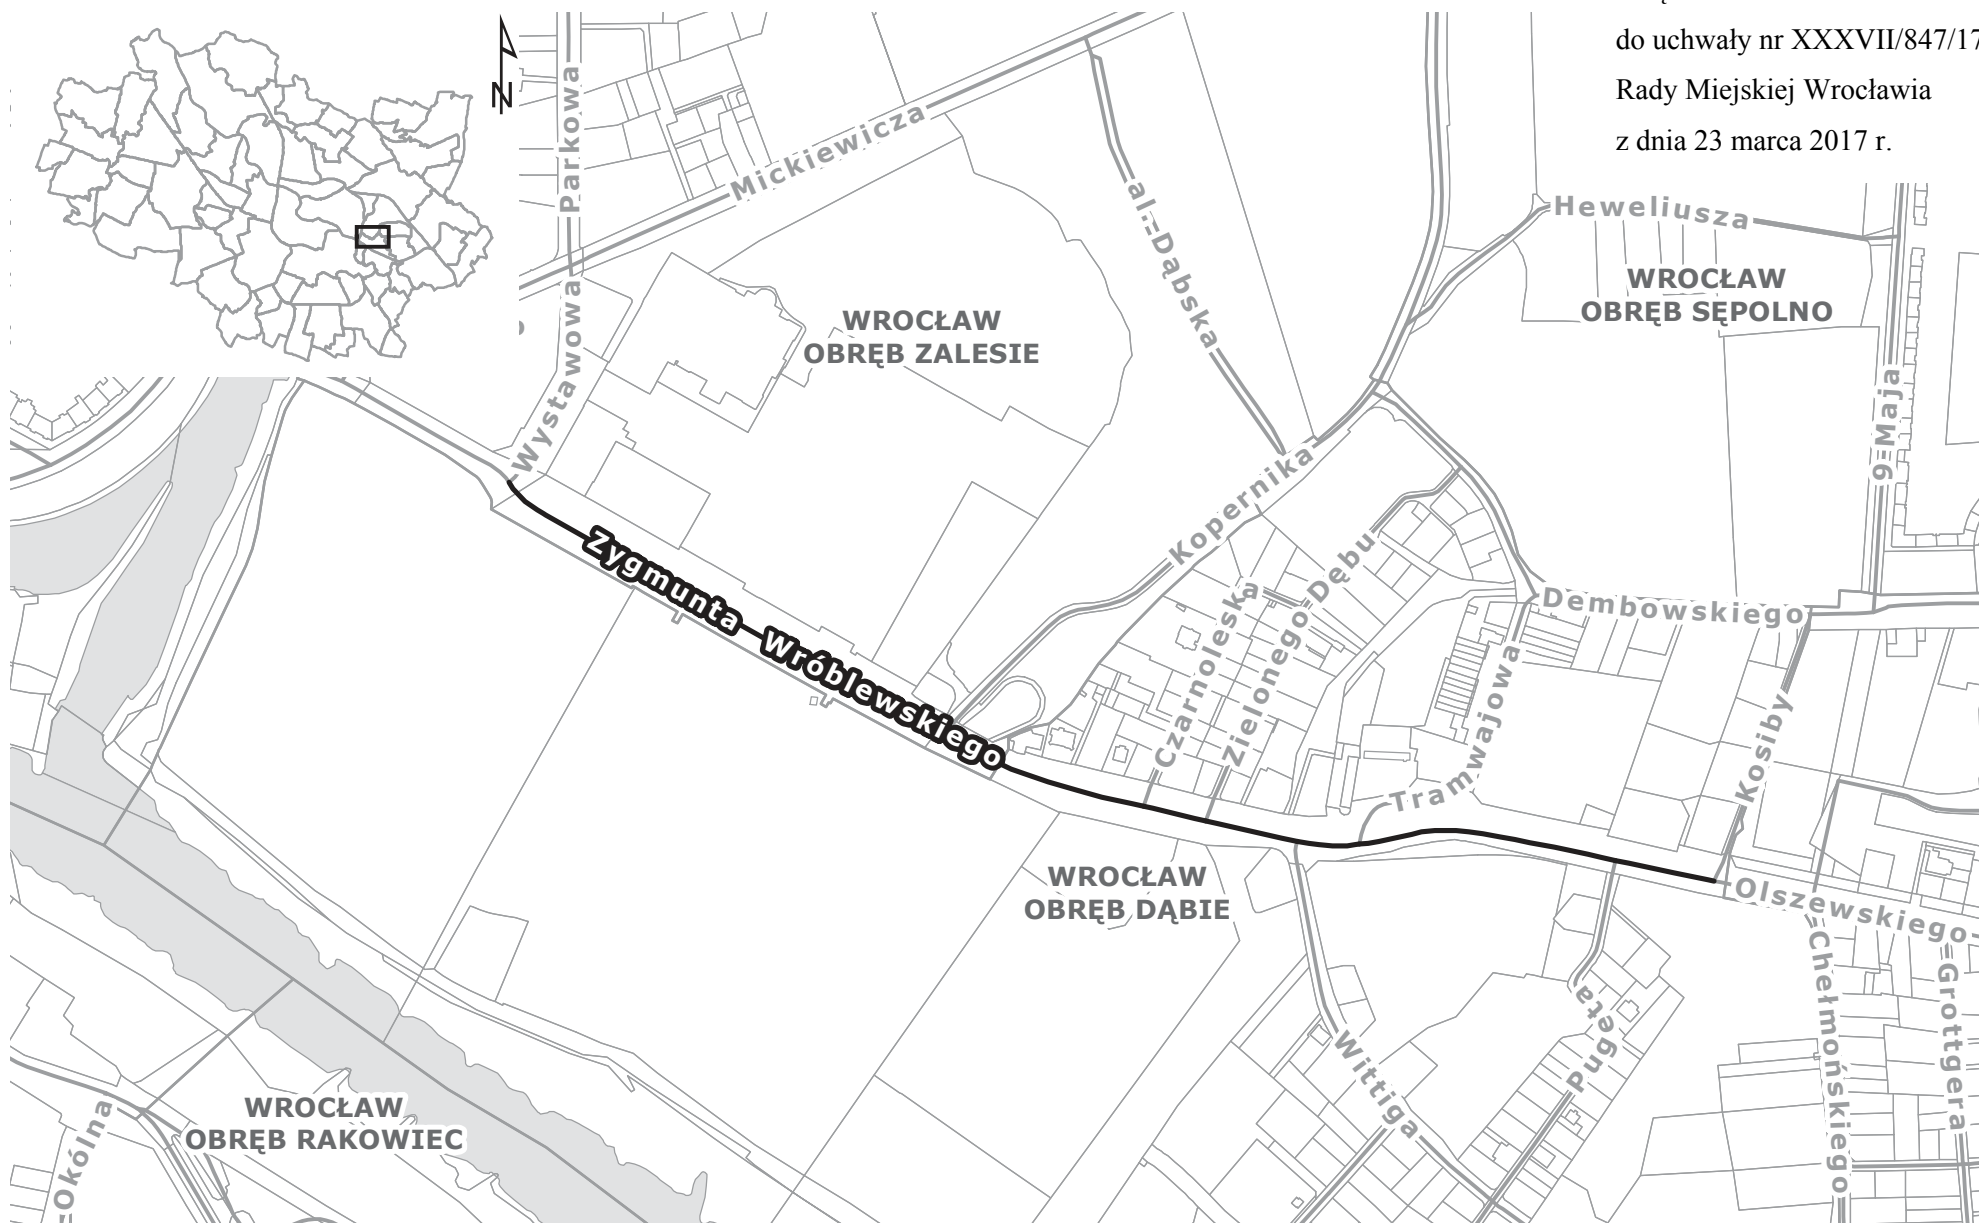 do uchwały nr XXXVII/847/17
Rady Miejskiej Wrocławia
z dnia 23 marca 2017 r.
N
Parkowa
Mickiewicza
al. Dąbska
Heweliusza
WROCŁAW
OBRĘB SĘPOLNO
WROCŁAW
OBRĘB ZALESIE
Wystawowa
9 Maja
Kopernika
Zygmunta Wróblewskiego
Czarnoleska
Zielonego Dębu
Dembowskiego
Tramwajowa
Kosiby
WROCŁAW
OBRĘB DĄBIE
Olszewskiego
Chełmońskiego
Grottgera
Wittiga
Pugeta
WROCŁAW
OBRĘB RAKOWIEC
Okólna